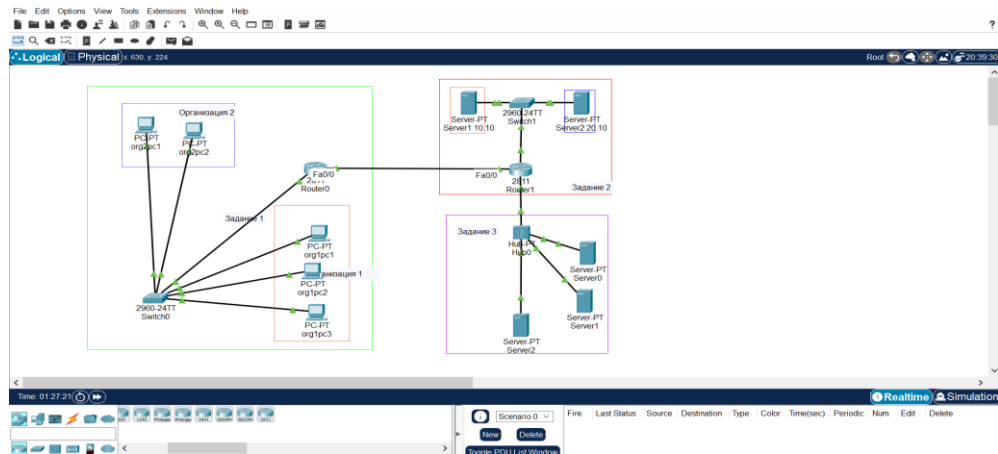 File Edit Options View Tools Extensions Window Help
?
Logical Physical x: 630, y: 224
Root 20:39:30
Организация 2
PC-PT
org2pc1
PC-PT
org2pc2
Fa0/0
2811
Router0
Задание 1
PC-PT
org1pc1
PC-PT
org1pc2
анизация 1
PC-PT
org1pc3
2960-24TT
Switch0
Server-PT
Server1 10.10
2960-24TT
Switch1
Server-PT
Server2 20.10
Fa0/0
2811
Router1
Задание 2
Задание 3
Hub-PT
Hub0
Server-PT
Server0
Server-PT
Server1
Server-PT
Server2
Time: 01:27:21
Realtime Simulation
Scenario 0
New Delete
Toggle PDU List Window
Fire Last Status Source Destination Type Color Time(sec) Periodic Num Edit Delete